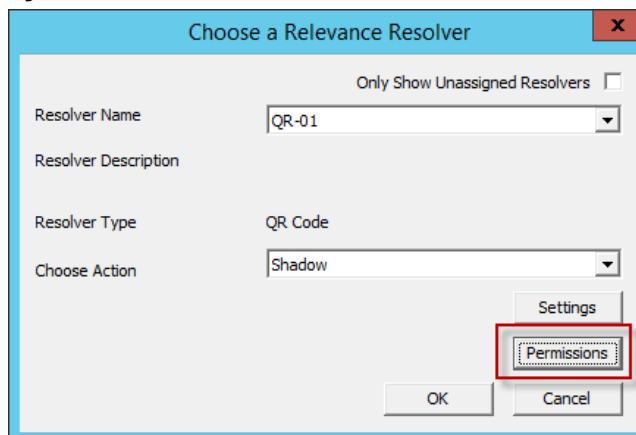 Choose a Relevance Resolver
x
Only Show Unassigned Resolvers
Resolver Name
QR-01
Resolver Description
Resolver Type
QR Code
Choose Action
Shadow
Settings
Permissions
OK
Cancel